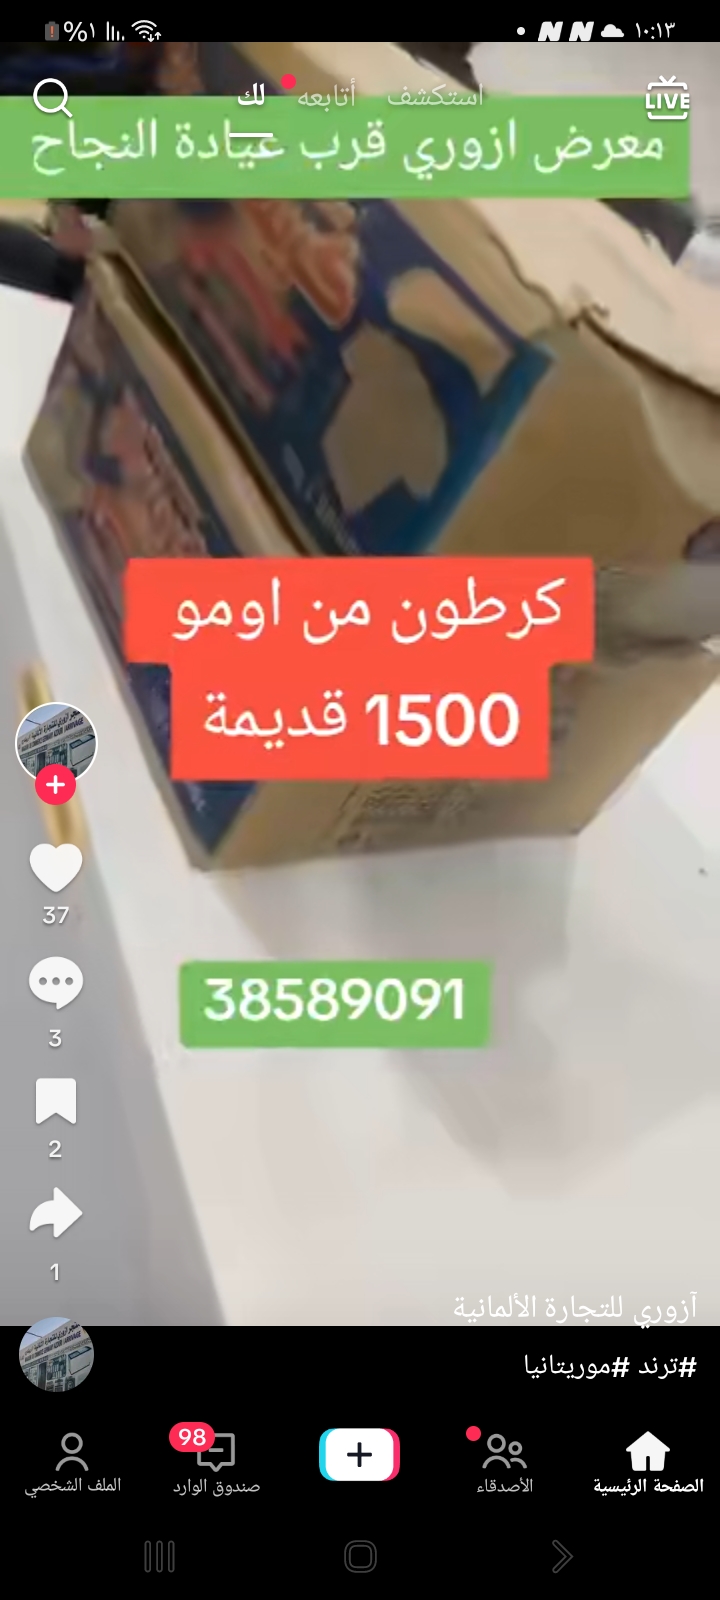 ١٠:١٣
%١
LIVE
استكشف
أتابعه
لك
معرض ازوري قرب عيادة النجاح
كرطون من اومو
1500 قديمة
37
38589091
3
2
1
آزوري للتجارة الألمانية
#ترند #موريتانيا
98
الصفحة الرئيسية
الأصدقاء
صندوق الوارد
الملف الشخصي